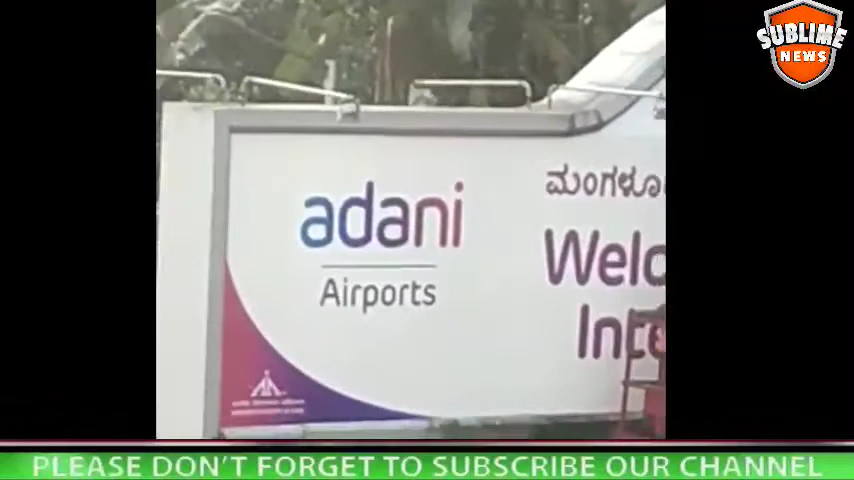 SUBLIME
NEWS
adani
Airports
ಮಂಗಳೂ
Welc
Inte
PLEASE DON'T FORGET TO SUBSCRIBE OUR CHANNEL